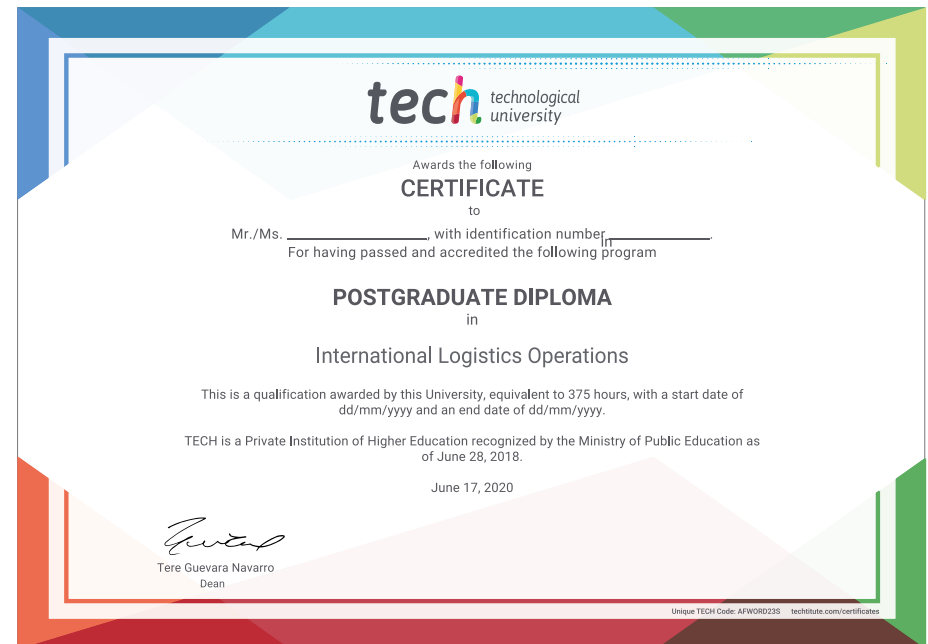 tech technological
university
Awards the following
CERTIFICATE
to
Mr./Ms. ____________________, with identification number ______________.
in
For having passed and accredited the following program
POSTGRADUATE DIPLOMA
in
International Logistics Operations
This is a qualification awarded by this University, equivalent to 375 hours, with a start date of
dd/mm/yyyy and an end date of dd/mm/yyyy.
TECH is a Private Institution of Higher Education recognized by the Ministry of Public Education as
of June 28, 2018.
June 17, 2020
Tere Guevara Navarro
Dean
Unique TECH Code: AFWORD23S techtitute.com/certificates